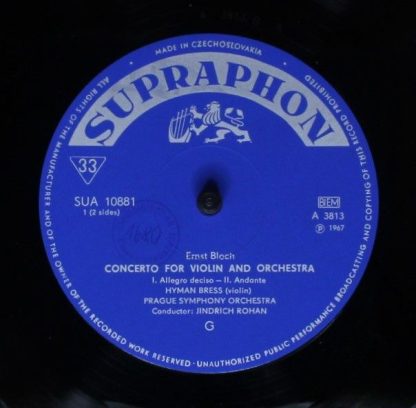 MADE IN CZECHOSLOVAKIA
ALL RIGHTS OF THE MANUFACTURER AND OF THE OWNER OF THE RECORDED WORK RESERVED · UNAUTHORIZED PUBLIC PERFORMANCE BROADCASTING AND COPYING OF THIS RECORD PROHIBITED
SUPRAPHON
33
SUA 10881
1 (2 sides)
BIEM
A 3813
Ⓟ 1967
1680
Ernst Bloch
CONCERTO FOR VIOLIN AND ORCHESTRA
I. Allegro deciso – II. Andante
HYMAN BRESS (violin)
PRAGUE SYMPHONY ORCHESTRA
Conductor: JINDRICH ROHAN
G